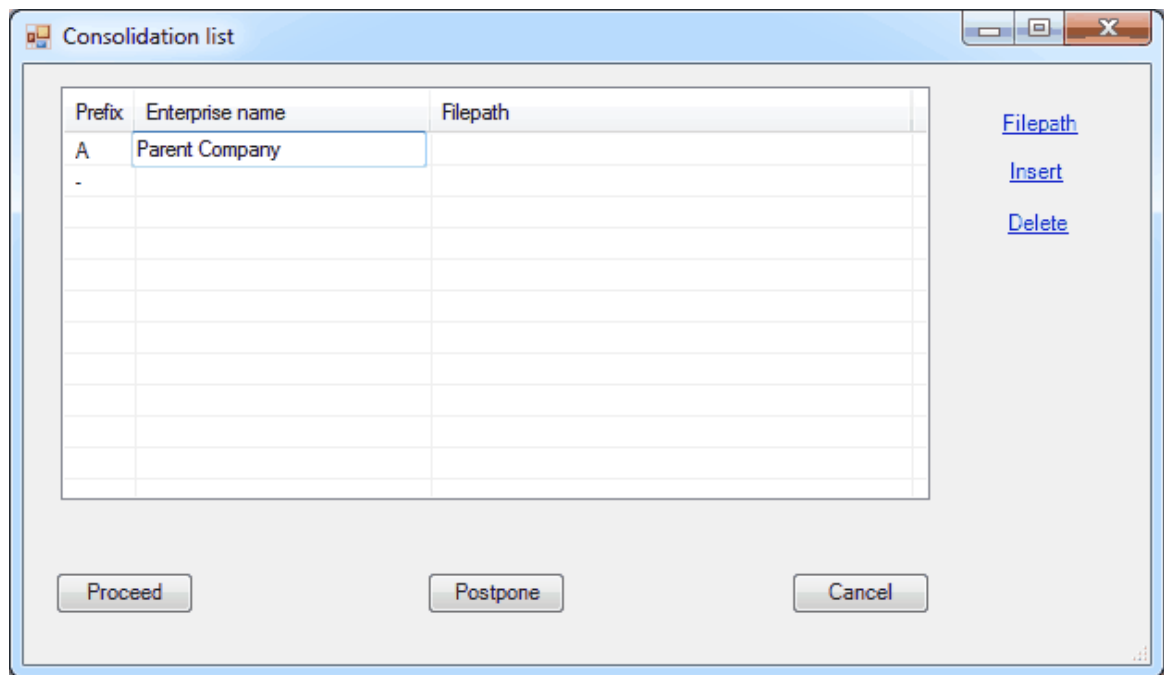 Consolidation list
Prefix Enterprise name Filepath
A Parent Company
-
Filepath
Insert
Delete
Proceed Postpone Cancel